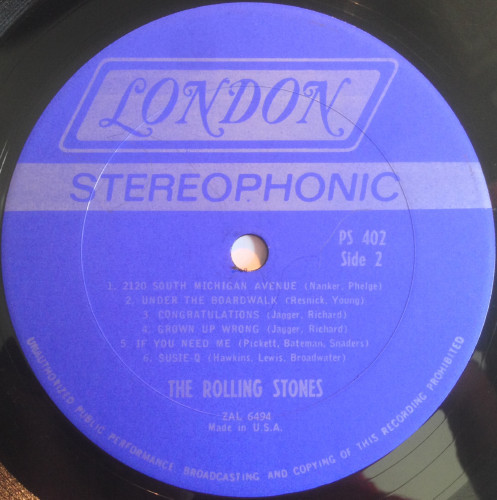 LONDON
STEREOPHONIC
PS 402
Side 2
1. 2120 SOUTH MICHIGAN AVENUE (Nanker, Phelge)
2. UNDER THE BOARDWALK (Resnick, Young)
3. CONGRATULATIONS (Jagger, Richard)
4. GROWN UP WRONG (Jagger, Richard)
5. IF YOU NEED ME (Pickett, Bateman, Snaders)
6. SUSIE-Q (Hawkins, Lewis, Broadwater)
THE ROLLING STONES
ZAL 6494
Made in U.S.A.
UNAUTHORIZED PUBLIC PERFORMANCE BROADCASTING AND COPYING OF THIS RECORDING PROHIBITED